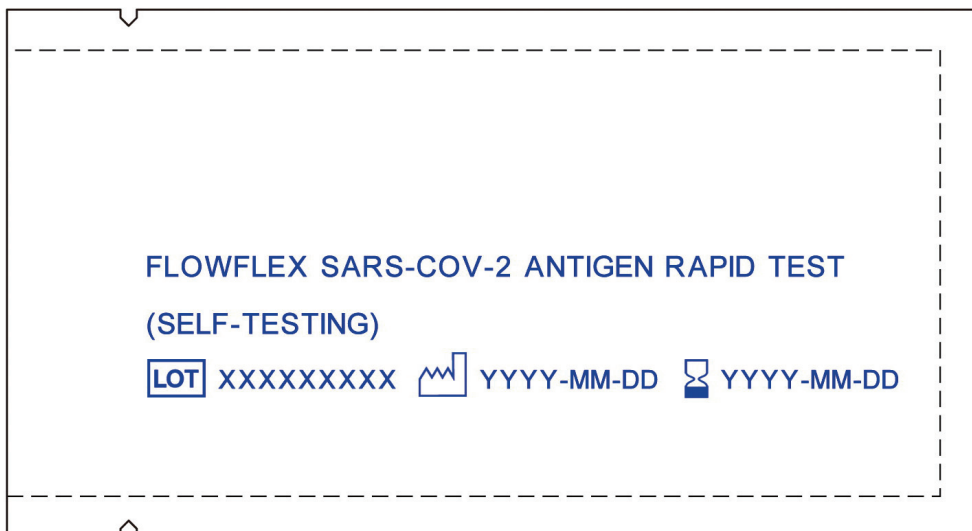 FLOWFLEX SARS-COV-2 ANTIGEN RAPID TEST
(SELF-TESTING)
LOT XXXXXXXXX YYYY-MM-DD YYYY-MM-DD